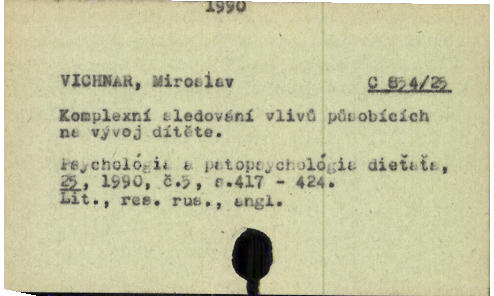 1990
VICHNAR, Miroslav C 854/25
Komplexní sledování vlivů působících
na vývoj dítěte.
Psychológia a patopsychológia dieťaťa,
25, 1990, č.5, s.417 - 424.
Lit., res. rus., angl.